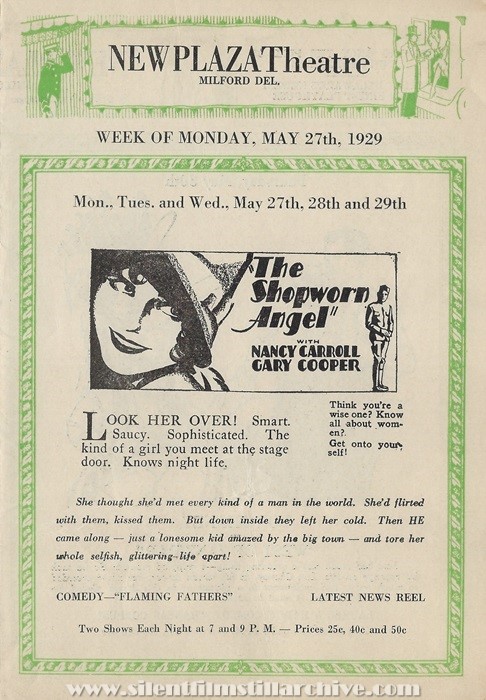 NEW PLAZA Theatre
MILFORD DEL.
WEEK OF MONDAY, MAY 27th, 1929
Mon., Tues. and Wed., May 27th, 28th and 29th
"The
Shopworn
Angel"
WITH
NANCY CARROLL
GARY COOPER
LOOK HER OVER! Smart.
Saucy. Sophisticated. The
kind of a girl you meet at the stage
door. Knows night life.
Think you're a
wise one? Know
all about wom-
en?
Get onto your-
self!
She thought she'd met every kind of a man in the world. She'd flirted
with them, kissed them. But down inside they left her cold. Then HE
came along — just a lonesome kid amazed by the big town — and tore her
whole selfish, glittering life apart!
COMEDY—"FLAMING FATHERS" LATEST NEWS REEL
Two Shows Each Night at 7 and 9 P. M. — Prices 25c, 40c and 50c
www.silentfilmstillarchive.com